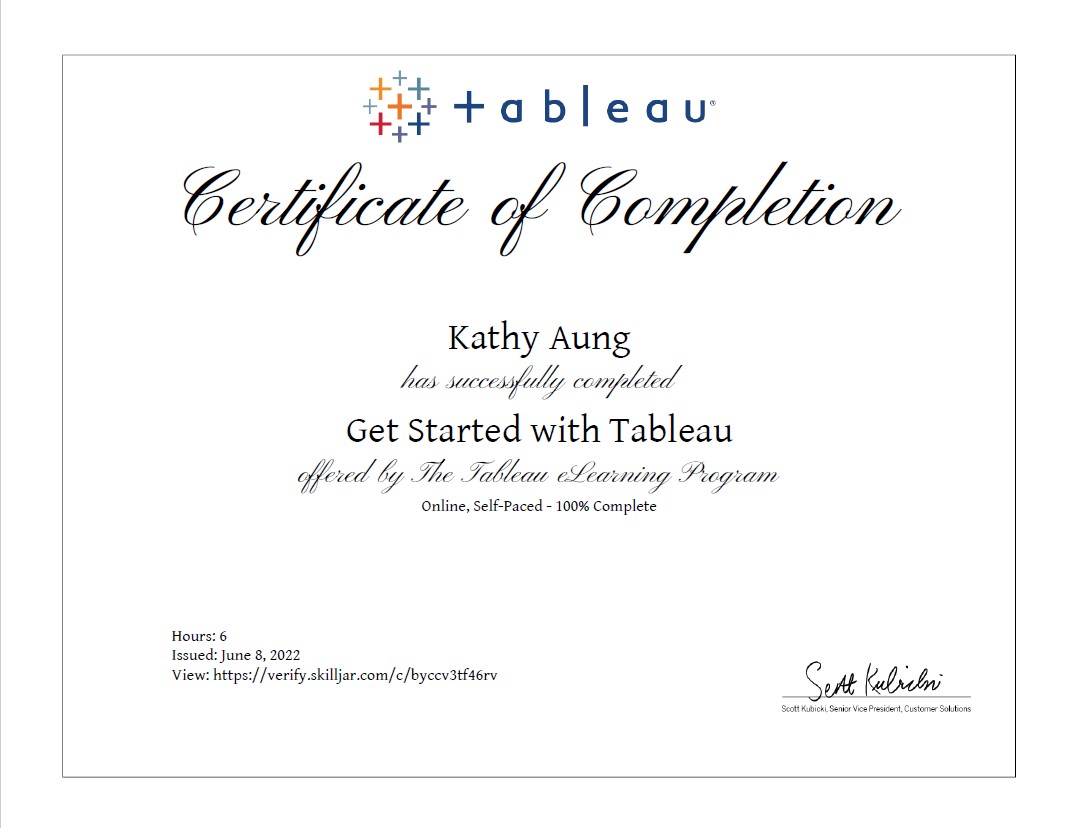 tableau®
Certificate of Completion
Kathy Aung
has successfully completed
Get Started with Tableau
offered by The Tableau eLearning Program
Online, Self-Paced - 100% Complete
Hours: 6
Issued: June 8, 2022
View: https://verify.skilljar.com/c/byccv3tf46rv
Scott Kubicki
Scott Kubicki, Senior Vice President, Customer Solutions